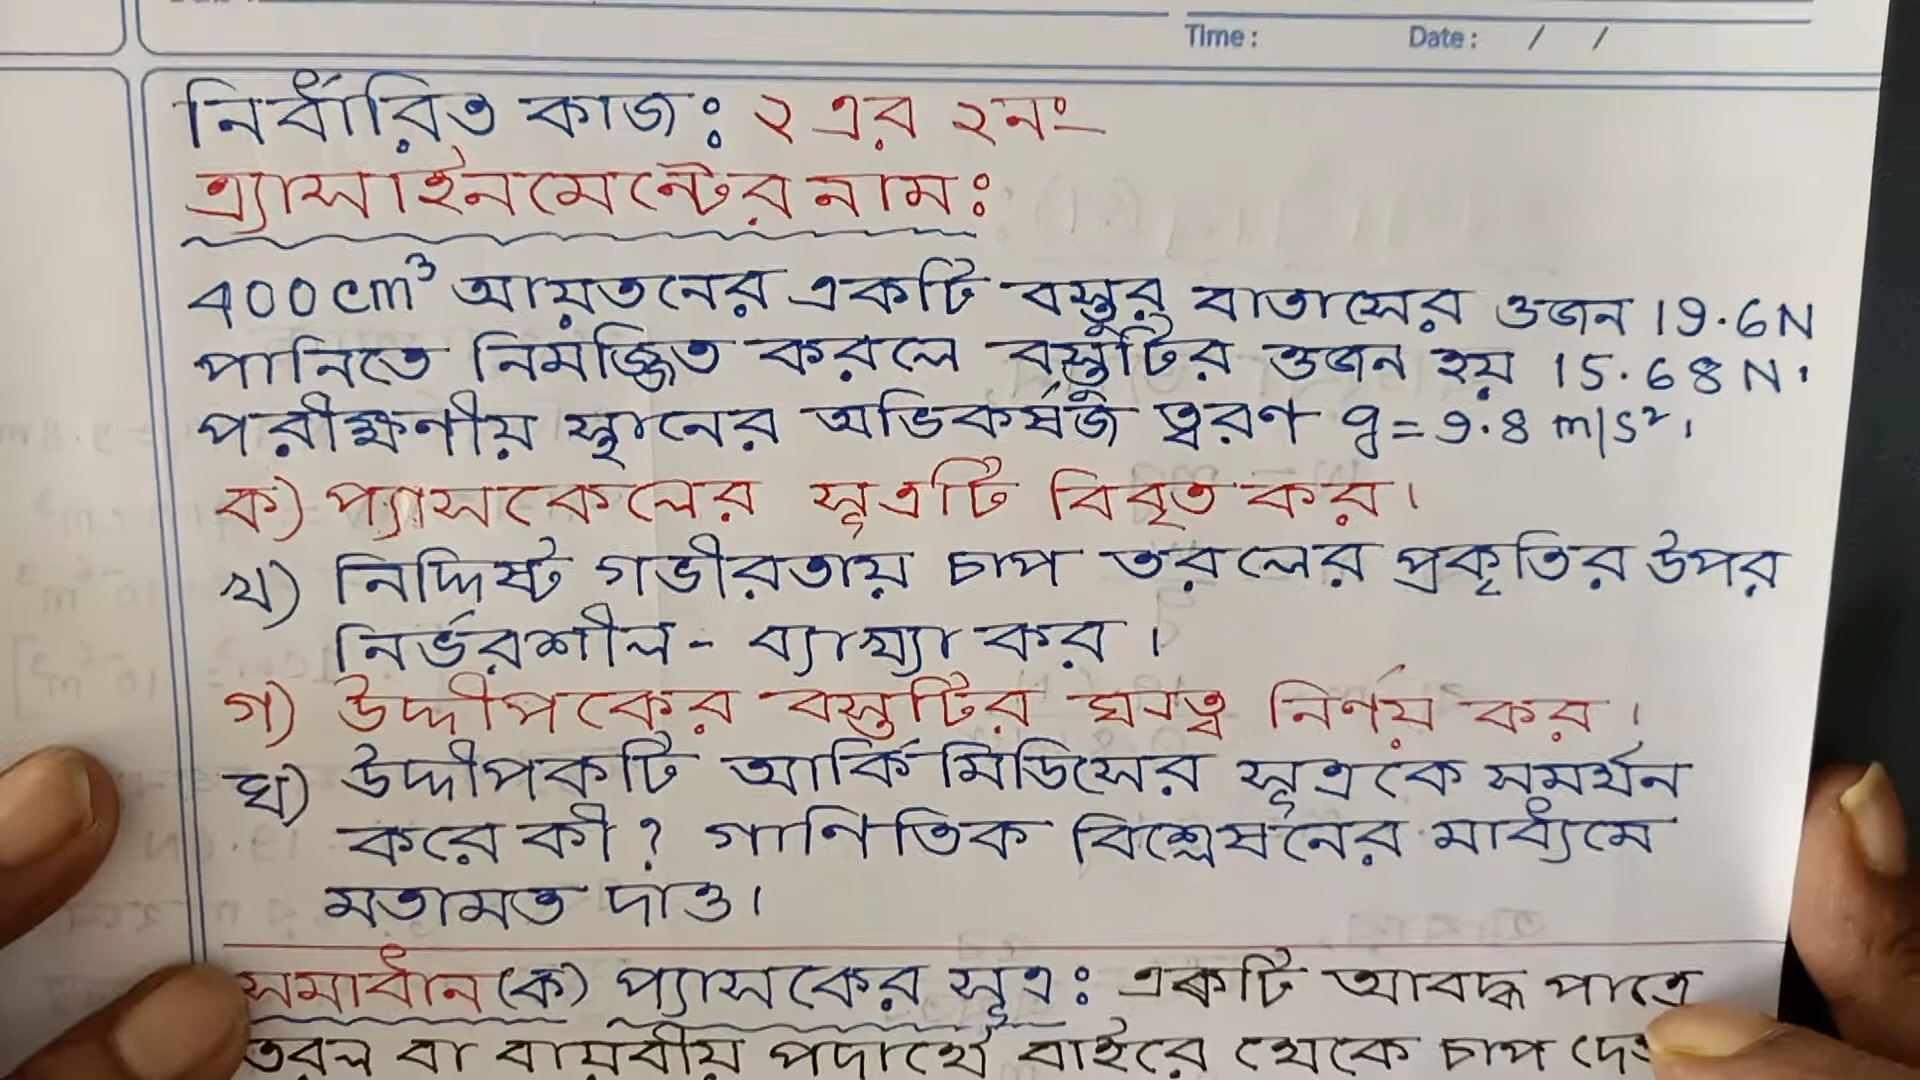 Time :		Date :    /    /
নির্ধারিত কাজ: ২ এর ২নং
এ্যাসাইনমেন্টের নাম:
400 cm³ আয়তনের একটি বস্তুর বাতাসের ওজন 19.6N
পানিতে নিমজ্জিত করলে বস্তুটির ওজন হয় 15.68 N।
পরীক্ষণীয় স্থানের অভিকর্ষজ ত্বরণ g = 9.8 m/s²।
ক) প্যাসকেলের সূত্রটি বিবৃত কর।
খ) নির্দিষ্ট গভীরতায় চাপ তরলের প্রকৃতির উপর
নির্ভরশীল - ব্যাখ্যা কর।
গ) উদ্দীপকের বস্তুটির ঘনত্ব নির্ণয় কর।
ঘ) উদ্দীপকটি আর্কিমিডিসের সূত্রকে সমর্থন
করে কী? গাণিতিক বিশ্লেষনের মাধ্যমে
মতামত দাও।
সমাধান (ক) প্যাসকের সূত্র: একটি আবদ্ধ পাত্রে
তরল বা বায়বীয় পদার্থে বাইরে থেকে চাপ